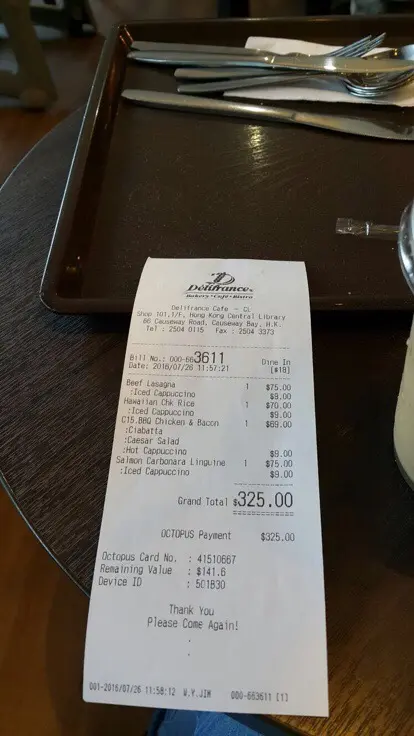 Délifrance
Bakery • Café • Bistro
Delifrance Cafe - CL
Shop 101,1/F, Hung Kong Central Library
66 Causeway Road, Causeway Bay, H.K.
Tel : 2504 0115 Fax : 2504 3373
Bill No.: 000-663611 Dine In
Date: 2016/07/26 11:57:21 [#18]
Beef Lasagna 1 $75.00
:Iced Cappuccino $9.00
Hawaiian Chk Rice 1 $70.00
:Iced Cappuccino $9.00
C15.BBQ Chicken & Bacon 1 $69.00
:Ciabatta
:Caesar Salad
:Hot Cappuccino $9.00
Salmon Carbonara Linguine 1 $75.00
:Iced Cappuccino $9.00
Grand Total $325.00
OCTOPUS Payment $325.00
Octopus Card No. : 41510667
Remaining Value : $141.6
Device ID : 501B30
Thank You
Please Come Again!
001-2016/07/26 11:58:12 W.Y.JIM 000-663611 [1]